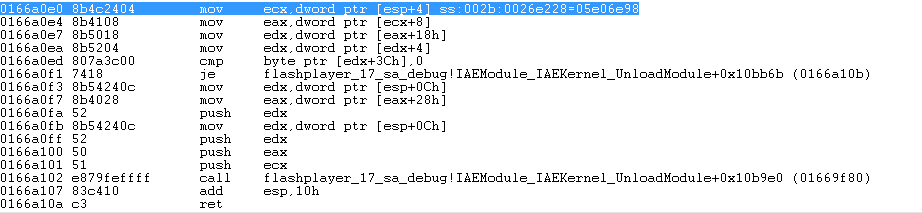 0166a0e0 8b4c2404 mov ecx,dword ptr [esp+4] ss:002b:0026e228=05e06e98
0166a0e4 8b4108 mov eax,dword ptr [ecx+8]
0166a0e7 8b5018 mov edx,dword ptr [eax+18h]
0166a0ea 8b5204 mov edx,dword ptr [edx+4]
0166a0ed 807a3c00 cmp byte ptr [edx+3Ch],0
0166a0f1 7418 je flashplayer_17_sa_debug!IAEModule_IAEKernel_UnloadModule+0x10bb6b (0166a10b)
0166a0f3 8b54240c mov edx,dword ptr [esp+0Ch]
0166a0f7 8b4028 mov eax,dword ptr [eax+28h]
0166a0fa 52 push edx
0166a0fb 8b54240c mov edx,dword ptr [esp+0Ch]
0166a0ff 52 push edx
0166a100 50 push eax
0166a101 51 push ecx
0166a102 e879feffff call flashplayer_17_sa_debug!IAEModule_IAEKernel_UnloadModule+0x10b9e0 (01669f80)
0166a107 83c410 add esp,10h
0166a10a c3 ret